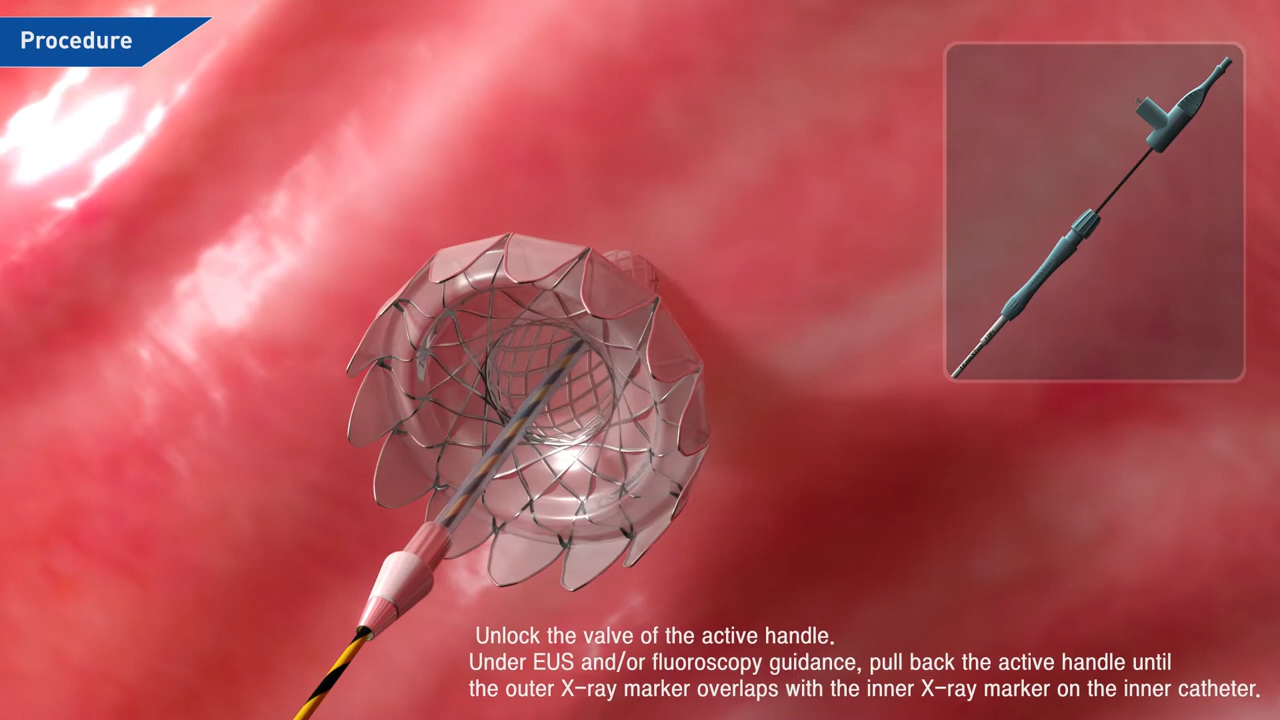 Procedure
Unlock the valve of the active handle.
Under EUS and/or fluoroscopy guidance, pull back the active handle until
the outer X-ray marker overlaps with the inner X-ray marker on the inner catheter.